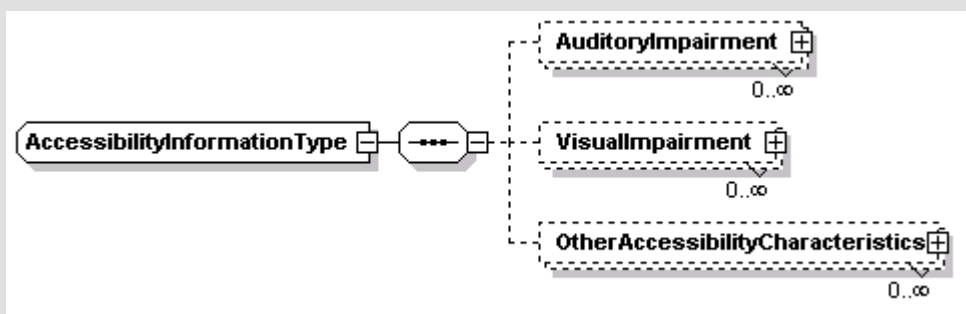 AuditoryImpairment
0..∞
AccessibilityInformationType
VisualImpairment
0..∞
OtherAccessibilityCharacteristics
0..∞